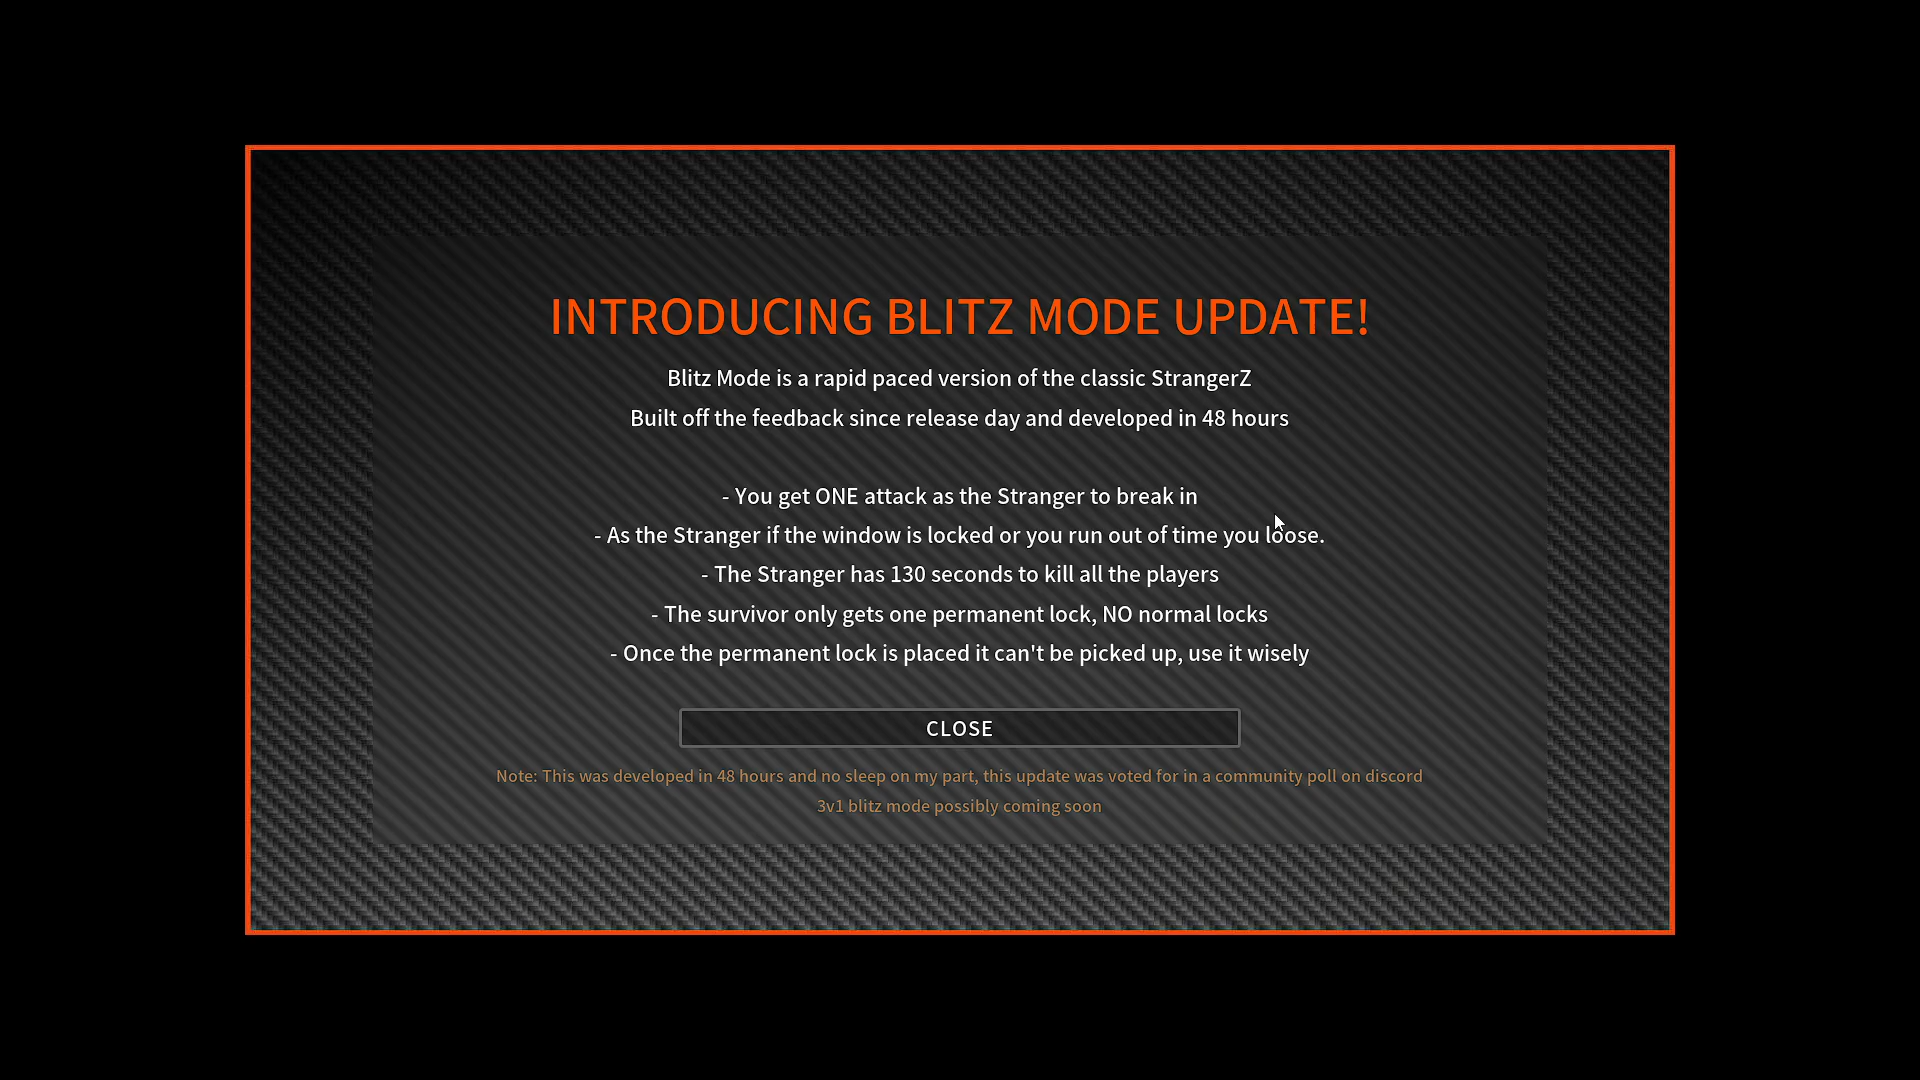 INTRODUCING BLITZ MODE UPDATE!
Blitz Mode is a rapid paced version of the classic StrangerZ
Built off the feedback since release day and developed in 48 hours
- You get ONE attack as the Stranger to break in
- As the Stranger if the window is locked or you run out of time you loose.
- The Stranger has 130 seconds to kill all the players
- The survivor only gets one permanent lock, NO normal locks
- Once the permanent lock is placed it can't be picked up, use it wisely
CLOSE
Note: This was developed in 48 hours and no sleep on my part, this update was voted for in a community poll on discord
3v1 blitz mode possibly coming soon